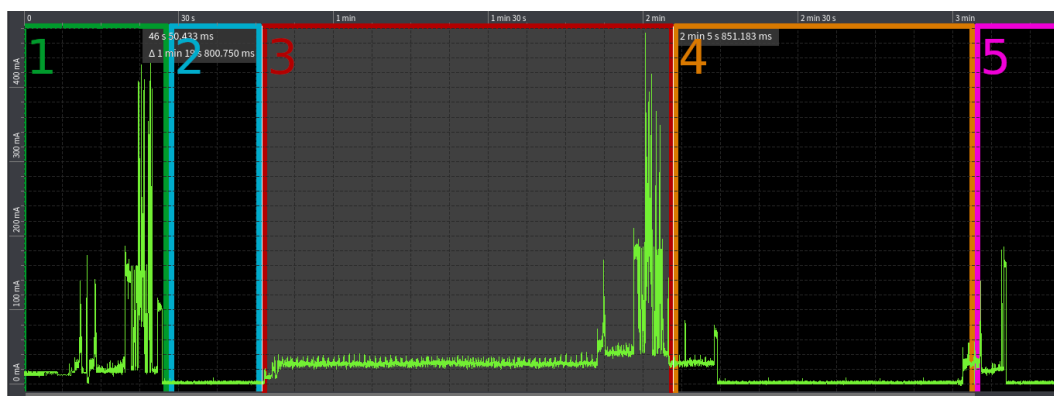 0 30 s 1 min 1 min 30 s 2 min 2 min 30 s 3 min
46 s 50.433 ms
Δ 1 min 19 s 800.750 ms
2 min 5 s 851.183 ms
1 2 3 4 5
400 mA
300 mA
200 mA
100 mA
0 mA